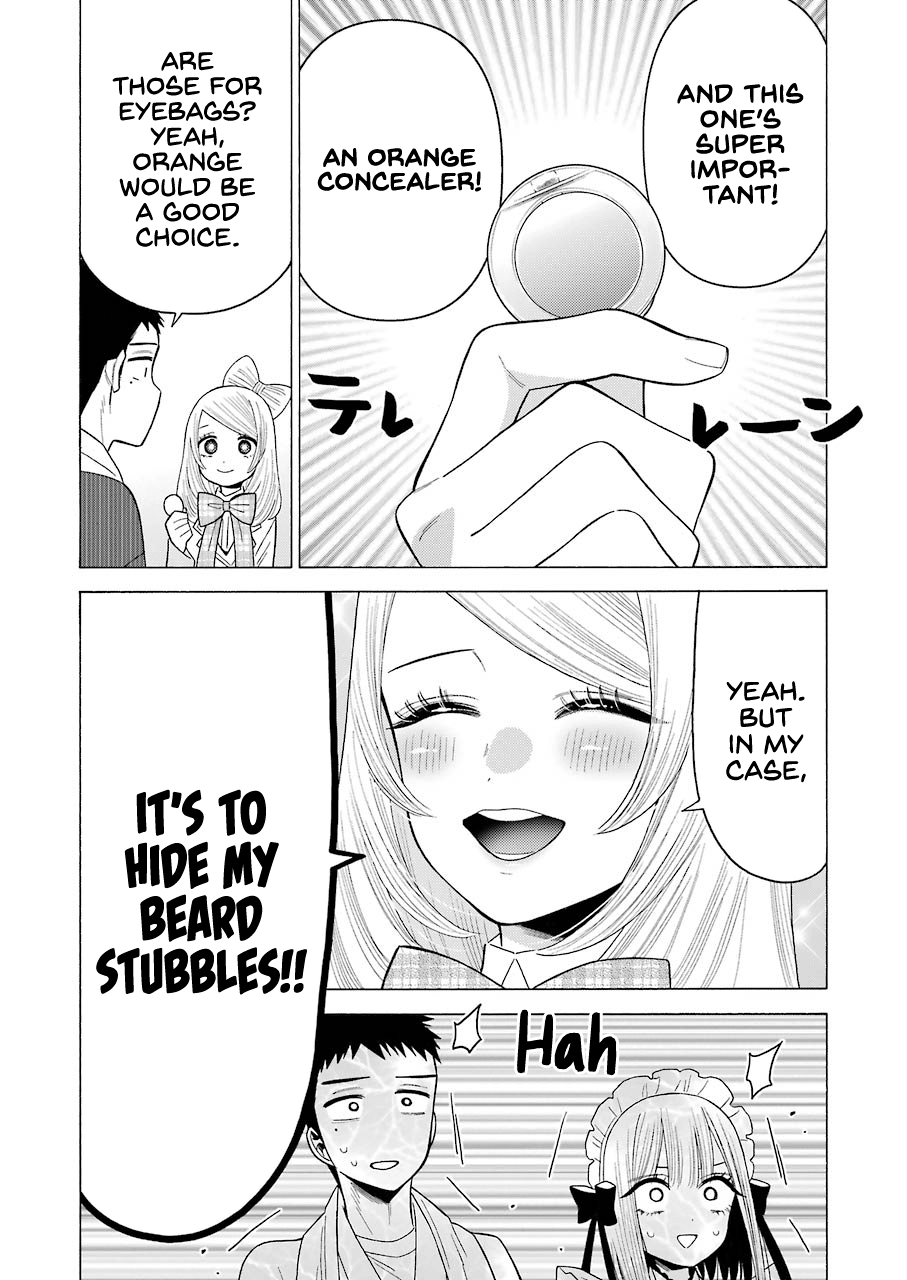 AND THIS
ONE'S
SUPER
IMPOR-
TANT!
AN ORANGE
CONCEALER!
テレ
レーン
ARE
THOSE FOR
EYEBAGS?
YEAH,
ORANGE
WOULD BE
A GOOD
CHOICE.
YEAH.
BUT
IN MY
CASE,
IT'S TO
HIDE MY
BEARD
STUBBLES!!
Hah